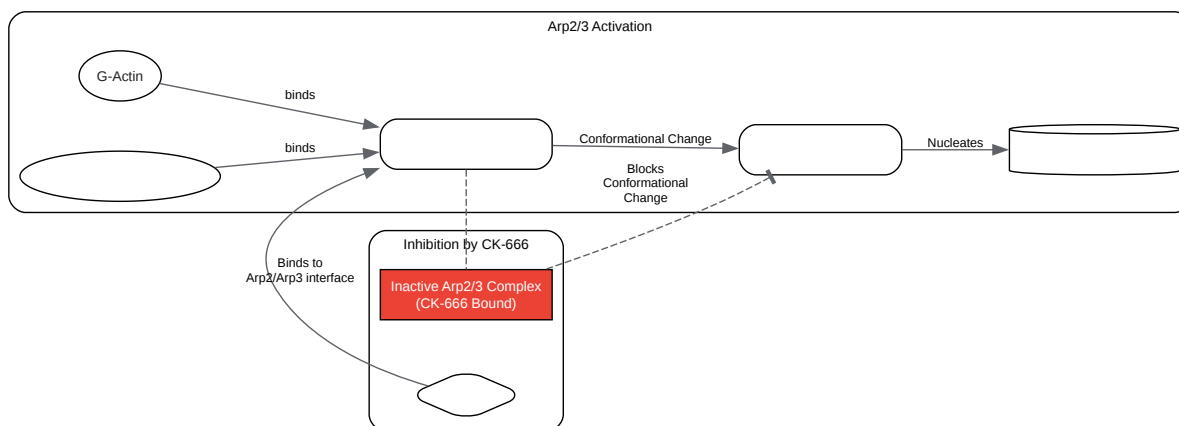 Arp2/3 Activation
G-Actin
binds
binds
Conformational Change
Nucleates
Blocks
Conformational
Change
Inhibition by CK-666
Binds to
Arp2/Arp3 interface
Inactive Arp2/3 Complex
(CK-666 Bound)